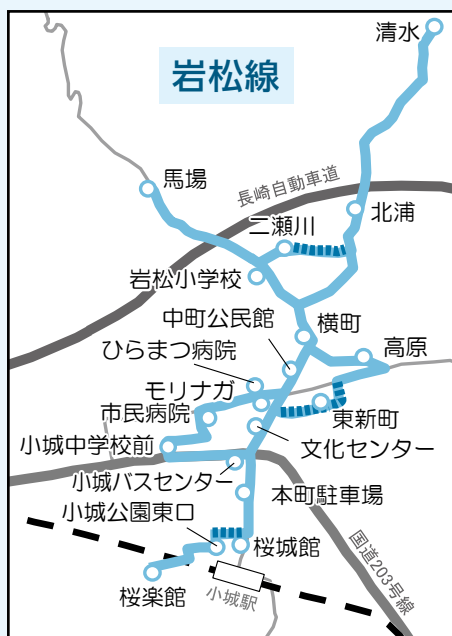 清水
岩松線
馬場
長崎自動車道
北浦
二瀬川
岩松小学校
中町公民館
横町
ひらまつ病院
高原
モリナガ
市民病院
東新町
小城中学校前
文化センター
小城バスセンター
本町駐車場
小城公園東口
国道203号線
桜城館
桜楽館
小城駅